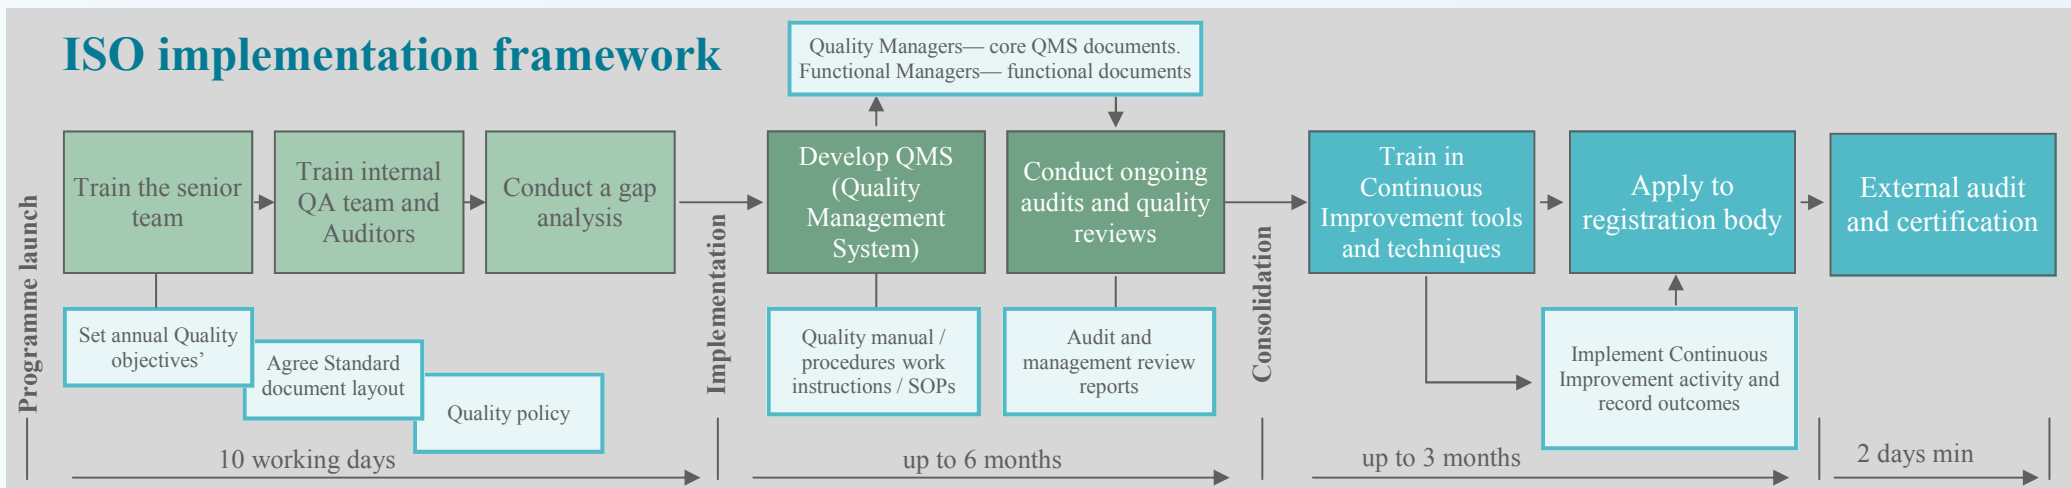 ISO implementation framework
Quality Managers— core QMS documents.
Functional Managers— functional documents
Programme launch
Train the senior
team
Train internal
QA team and
Auditors
Conduct a gap
analysis
Implementation
Develop QMS
(Quality
Management
System)
Conduct ongoing
audits and quality
reviews
Consolidation
Train in
Continuous
Improvement tools
and techniques
Apply to
registration body
External audit
and certification
Set annual Quality
objectives’
Agree Standard
document layout
Quality policy
Quality manual /
procedures work
instructions / SOPs
Audit and
management review
reports
Implement Continuous
Improvement activity and
record outcomes
10 working days
up to 6 months
up to 3 months
2 days min